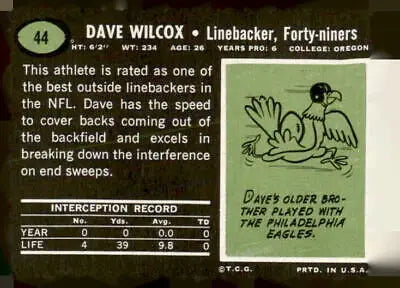 44
DAVE WILCOX • Linebacker, Forty-niners
HT: 6'2" WT: 234 AGE: 26 YEARS PRO: 6 COLLEGE: OREGON
This athlete is rated as one of
the best outside linebackers in
the NFL. Dave has the speed
to cover backs coming out of
the backfield and excels in
breaking down the interference
on end sweeps.
INTERCEPTION RECORD
No. Yds. Avg. TD
YEAR 0 0 0.0 0
LIFE 4 39 9.8 0
DAVE'S OLDER BRO-
THER PLAYED WITH
THE PHILADELPHIA
EAGLES.
©T.C.G. PRTD. IN U.S.A.